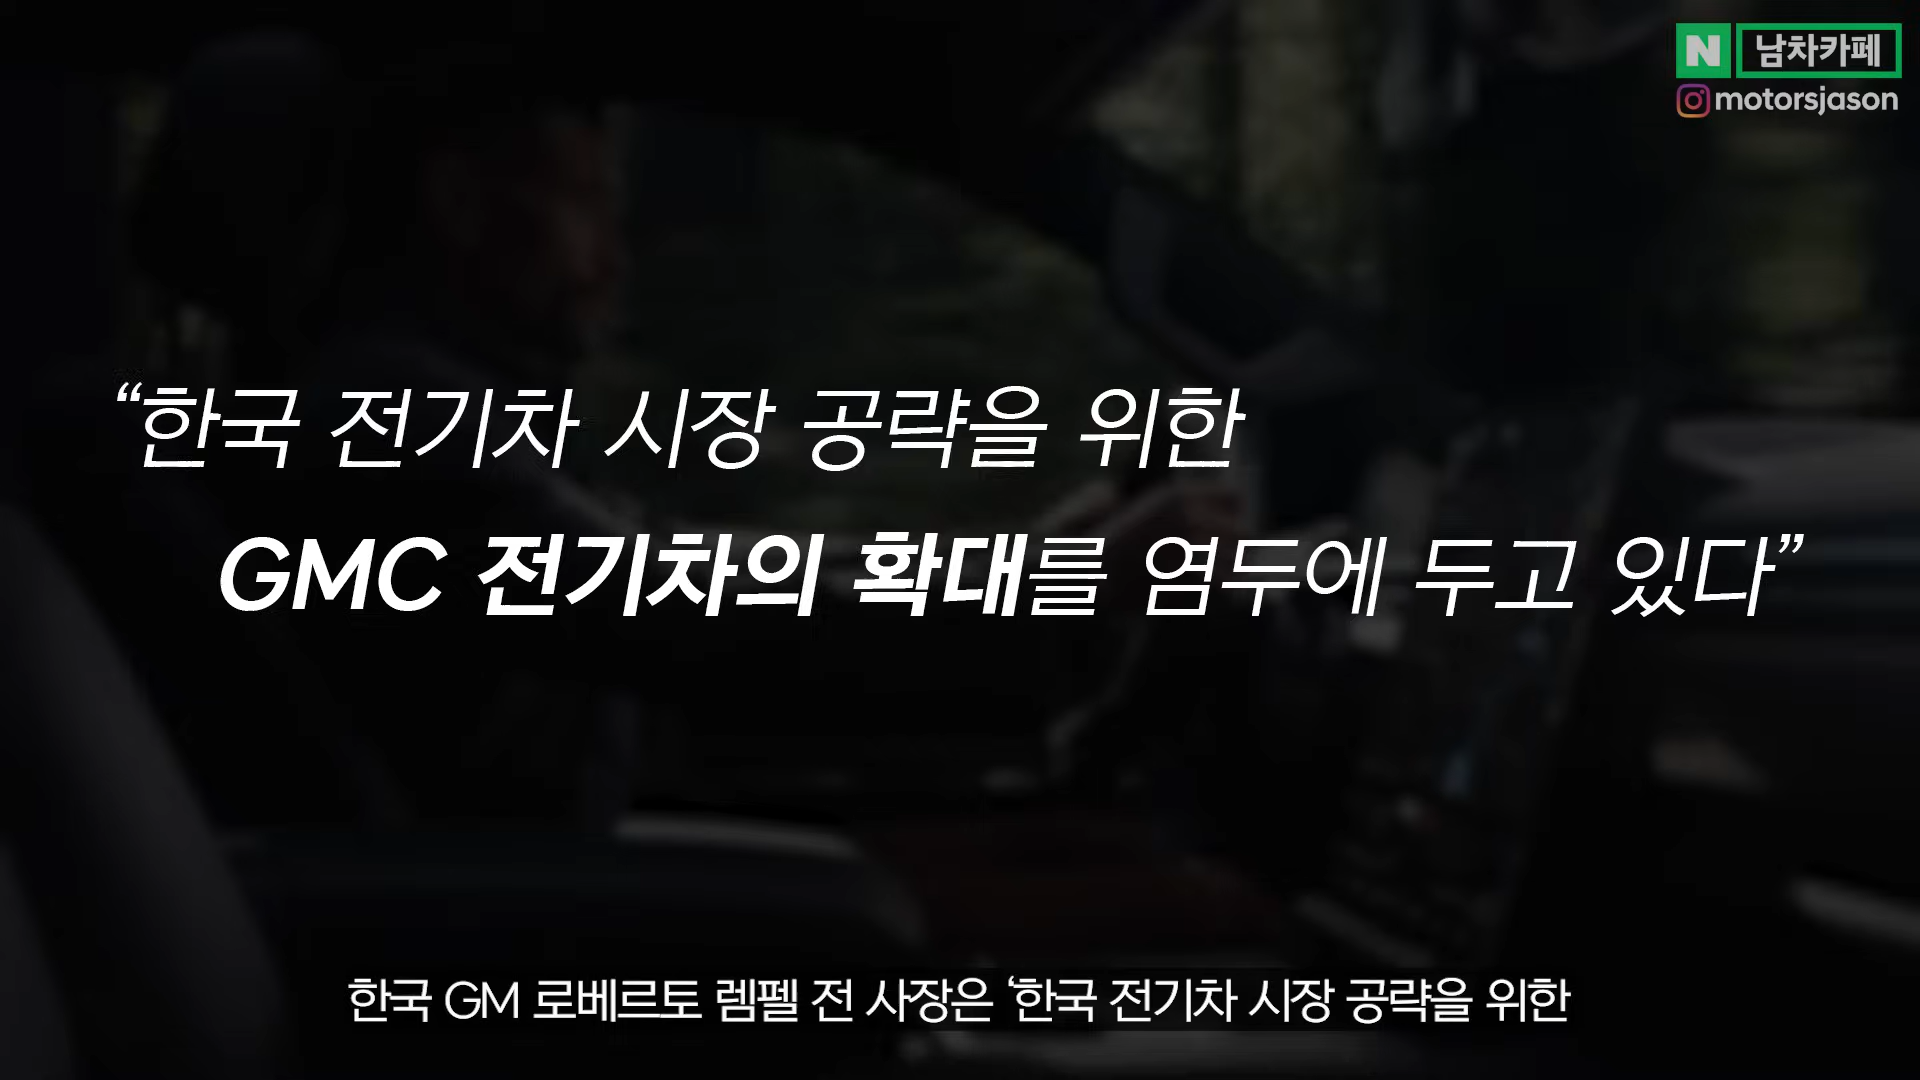 N 남차카페
motorsjason
“한국 전기차 시장 공략을 위한
GMC 전기차의 확대를 염두에 두고 있다”
한국 GM 로베르토 렘펠 전 사장은 ‘한국 전기차 시장 공략을 위한